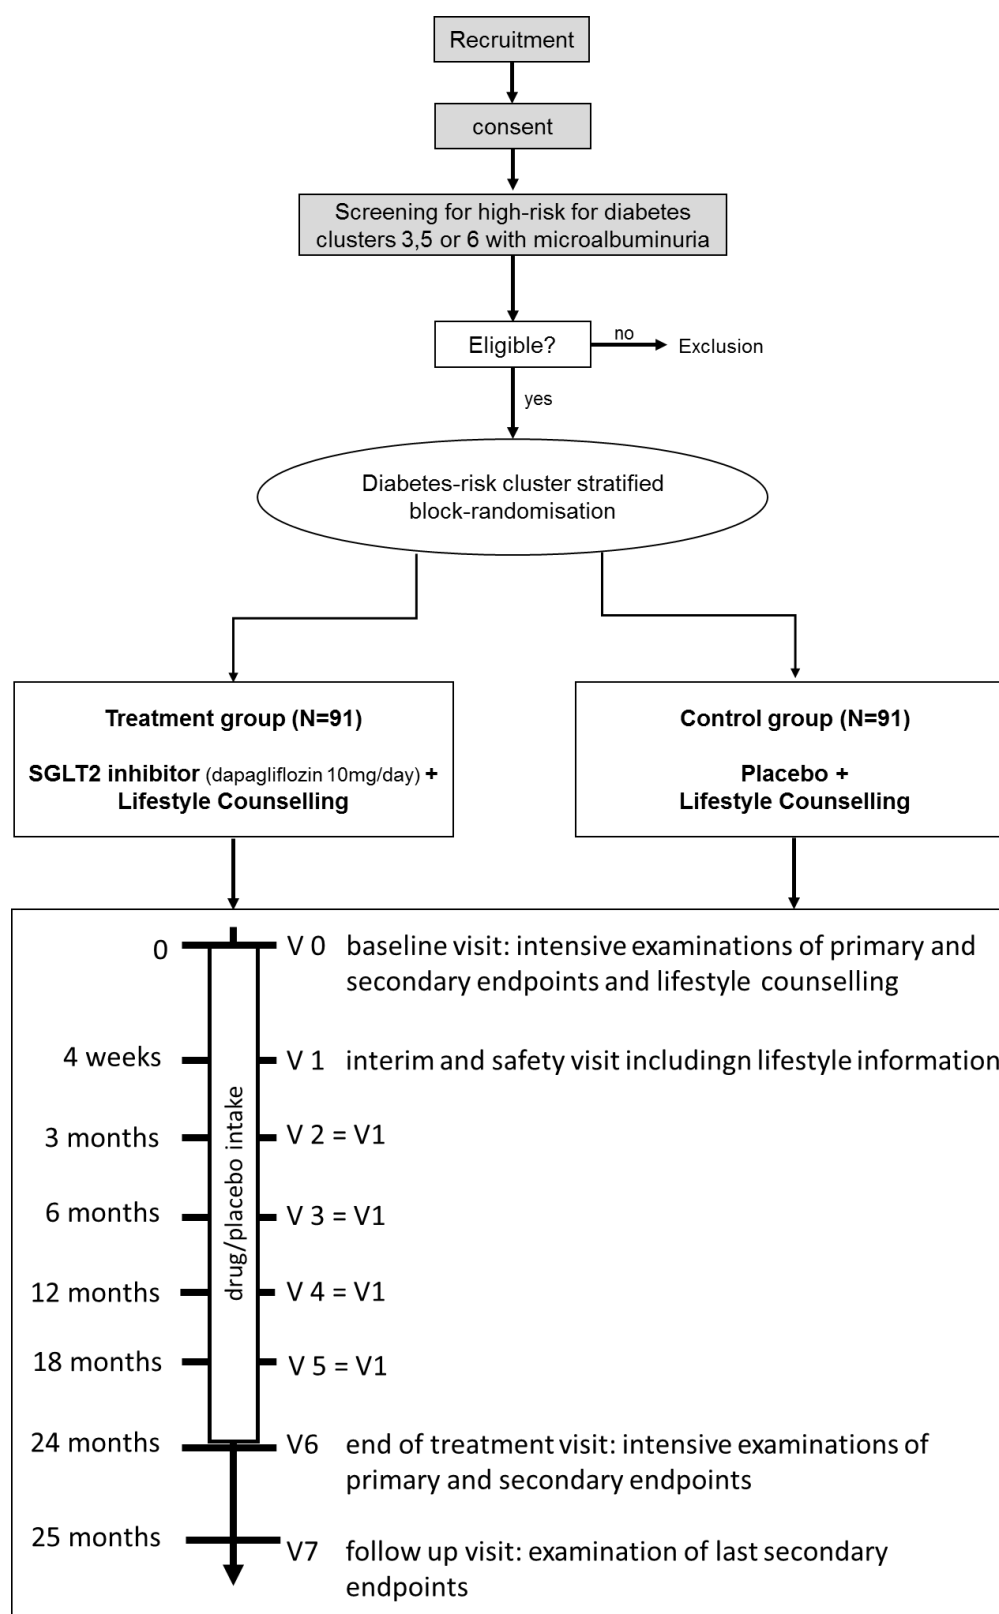 Recruitment
consent
Screening for high-risk for diabetes
clusters 3,5 or 6 with microalbuminuria
Eligible?
no
Exclusion
yes
Diabetes-risk cluster stratified
block-randomisation
Treatment group (N=91)
SGLT2 inhibitor (dapagliflozin 10mg/day) +
Lifestyle Counselling
Control group (N=91)
Placebo +
Lifestyle Counselling
drug/placebo intake
0 V 0 baseline visit: intensive examinations of primary and
secondary endpoints and lifestyle counselling
4 weeks V 1 interim and safety visit includingn lifestyle information
3 months V 2 = V1
6 months V 3 = V1
12 months V 4 = V1
18 months V 5 = V1
24 months V6 end of treatment visit: intensive examinations of
primary and secondary endpoints
25 months V7 follow up visit: examination of last secondary
endpoints